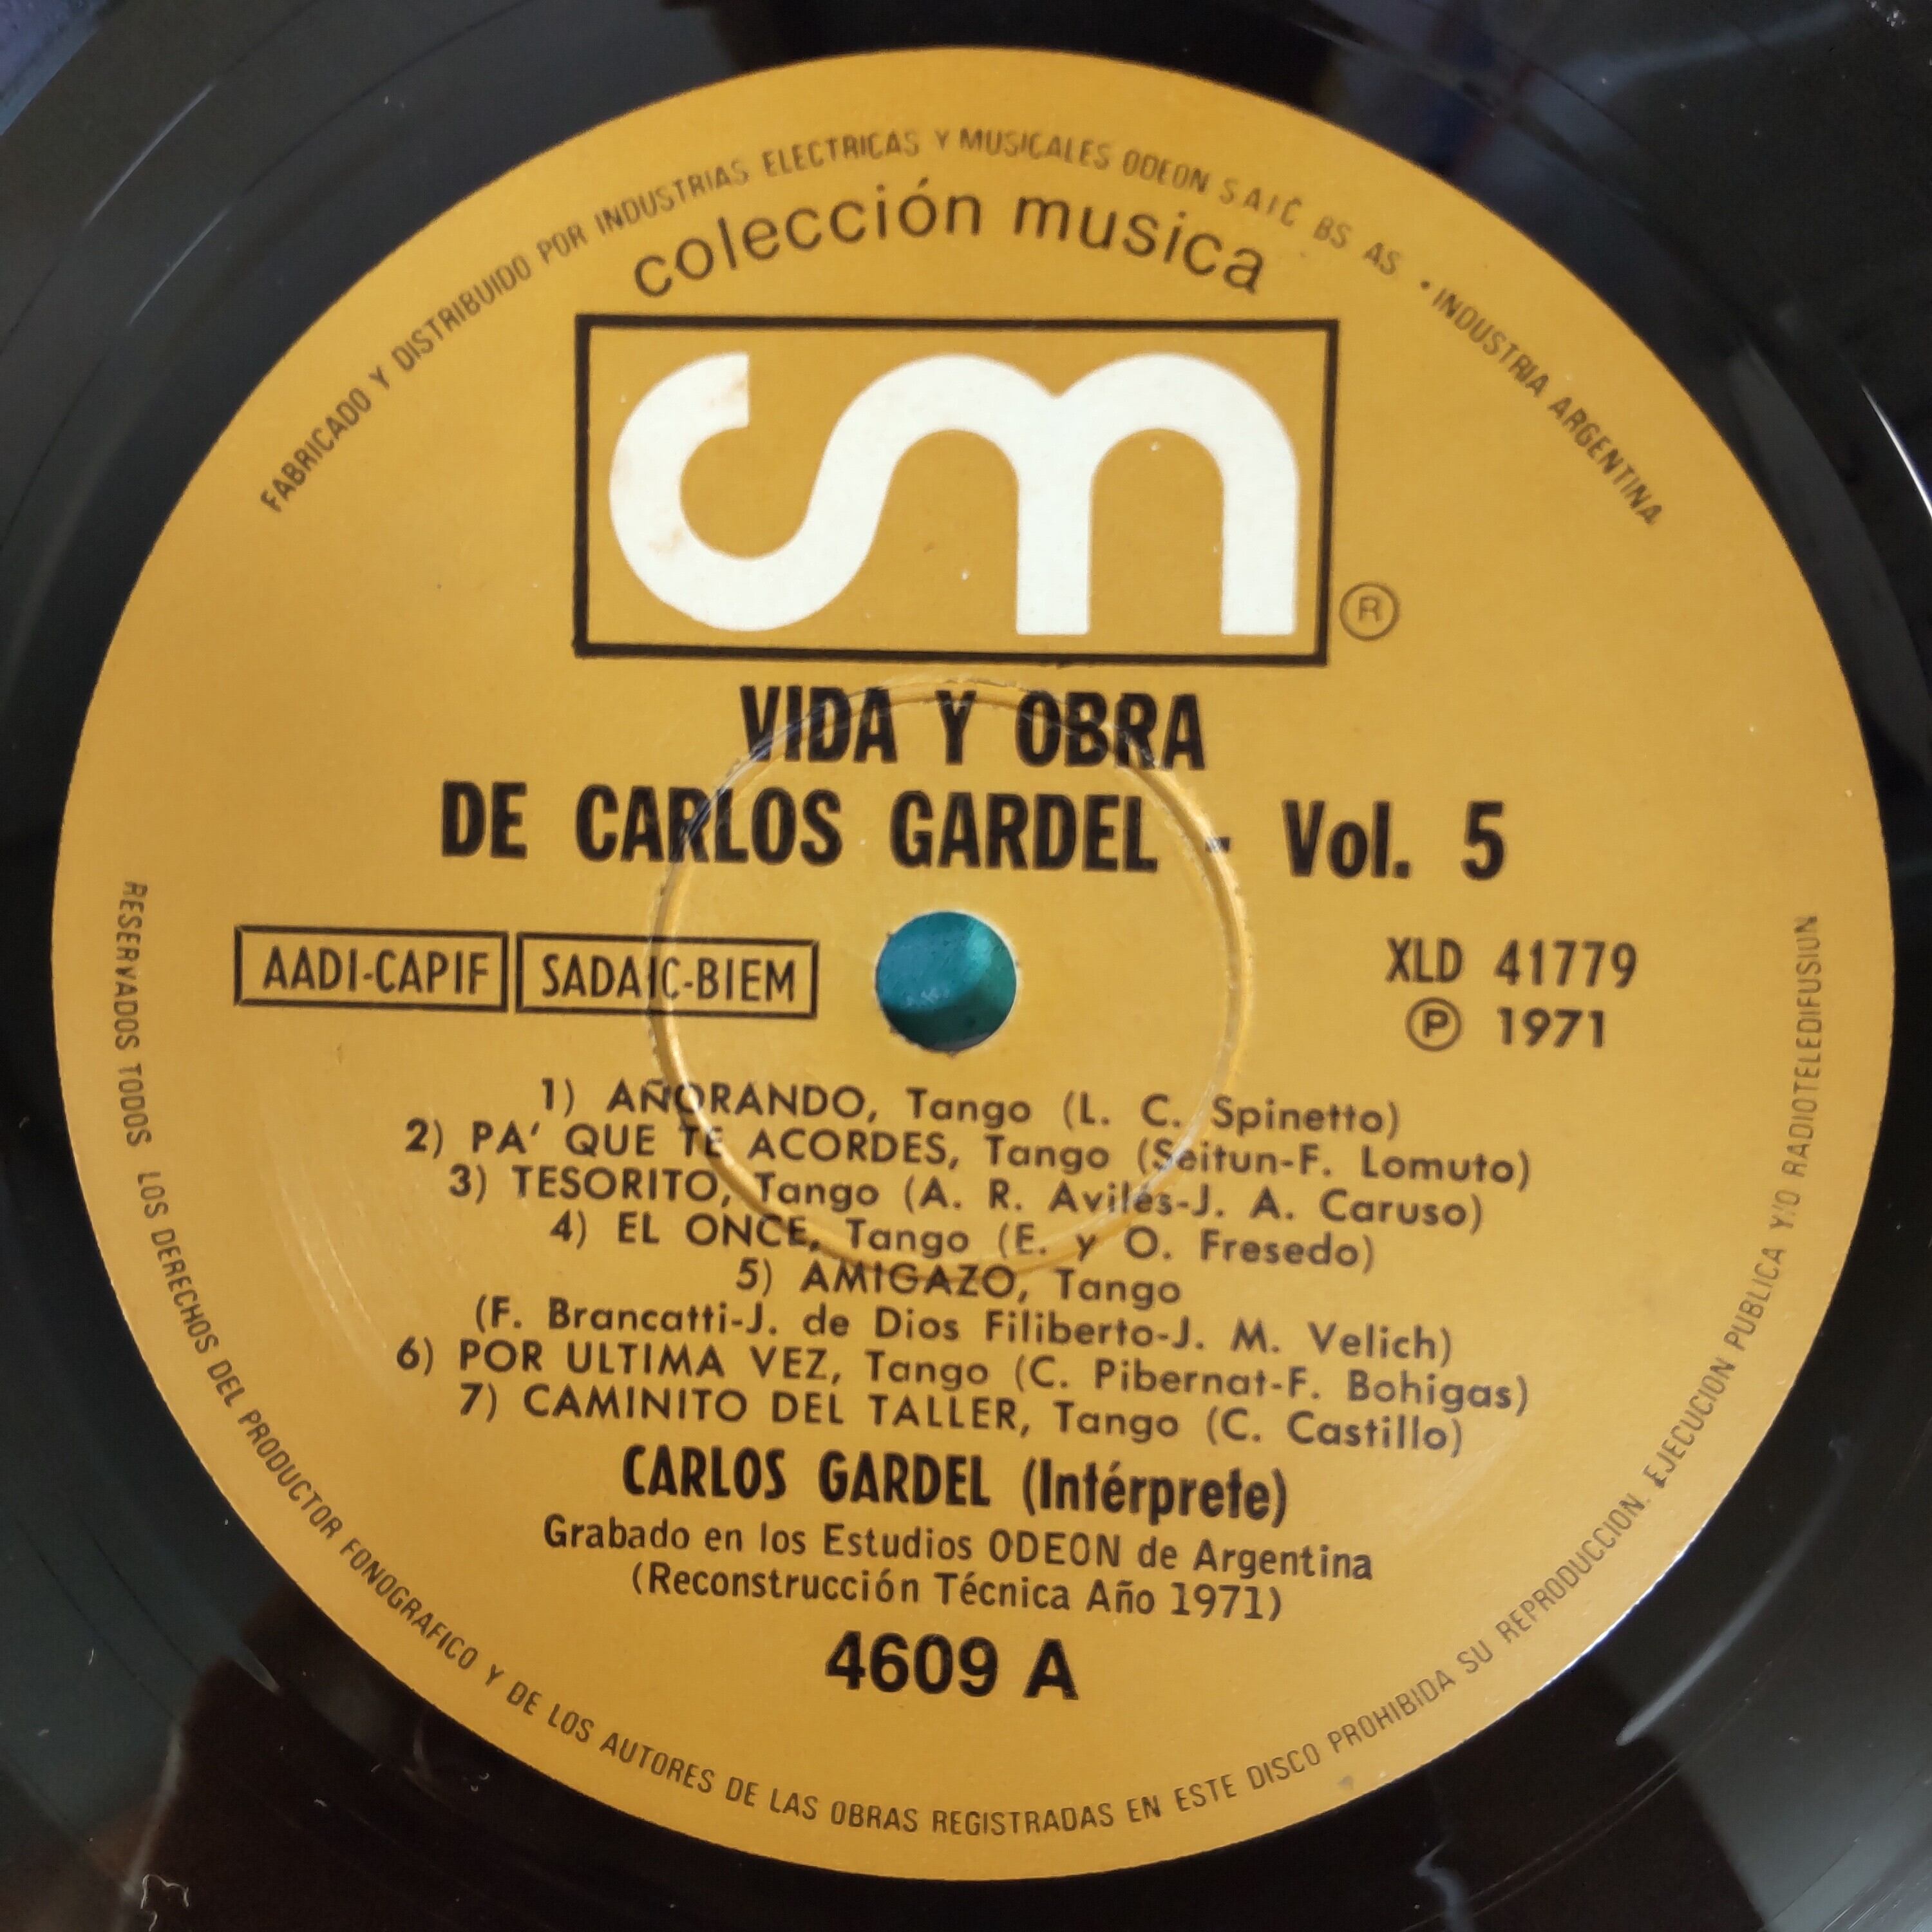 FABRICADO Y DISTRIBUIDO POR INDUSTRIAS ELECTRICAS Y MUSICALES ODEON S.A.I.C. BS AS • INDUSTRIA ARGENTINA
colección musica
cm
®
VIDA Y OBRA
DE CARLOS GARDEL - Vol. 5
AADI-CAPIF SADAIC-BIEM
XLD 41779
Ⓟ 1971
1) AÑORANDO, Tango (L. C. Spinetto)
2) PA' QUE TE ACORDES, Tango (Seitun-F. Lomuto)
3) TESORITO, Tango (A. R. Avilés-J. A. Caruso)
4) EL ONCE, Tango (E. y O. Fresedo)
5) AMIGAZO, Tango
(F. Brancatti-J. de Dios Filiberto-J. M. Velich)
6) POR ULTIMA VEZ, Tango (C. Pibernat-F. Bohigas)
7) CAMINITO DEL TALLER, Tango (C. Castillo)
CARLOS GARDEL (Intérprete)
Grabado en los Estudios ODEON de Argentina
(Reconstrucción Técnica Año 1971)
4609 A
RESERVADOS TODOS LOS DERECHOS DEL PRODUCTOR FONOGRAFICO Y DE LOS AUTORES DE LAS OBRAS REGISTRADAS EN ESTE DISCO PROHIBIDA SU REPRODUCCION. EJECUCION PUBLICA Y/O RADIOTELEDIFUSIUN